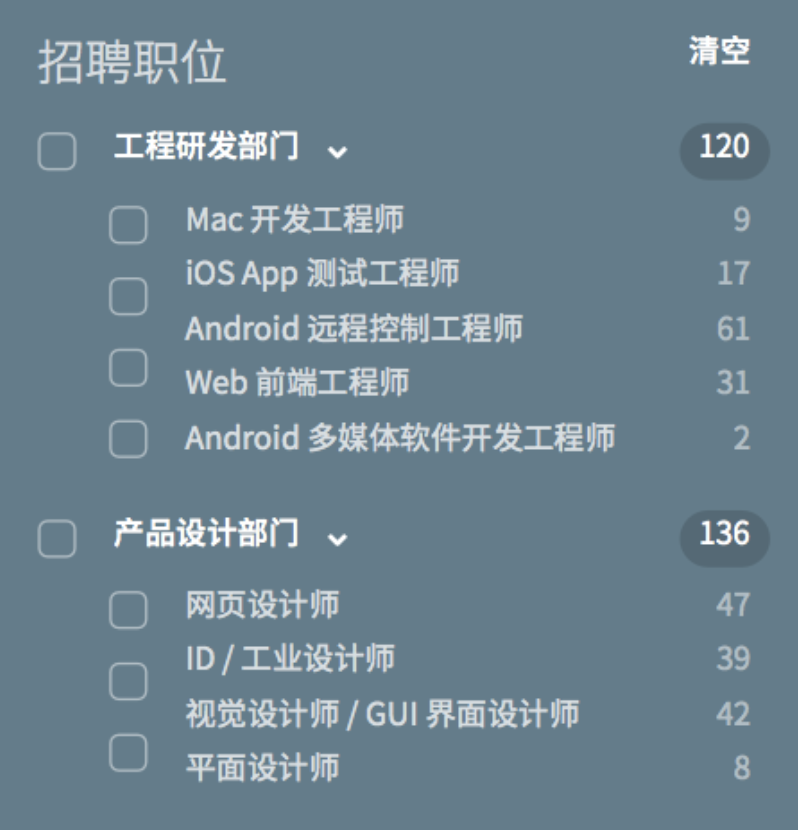 招聘职位 清空
工程研发部门 120
Mac 开发工程师 9
iOS App 测试工程师 17
Android 远程控制工程师 61
Web 前端工程师 31
Android 多媒体软件开发工程师 2
产品设计部门 136
网页设计师 47
ID / 工业设计师 39
视觉设计师 / GUI 界面设计师 42
平面设计师 8